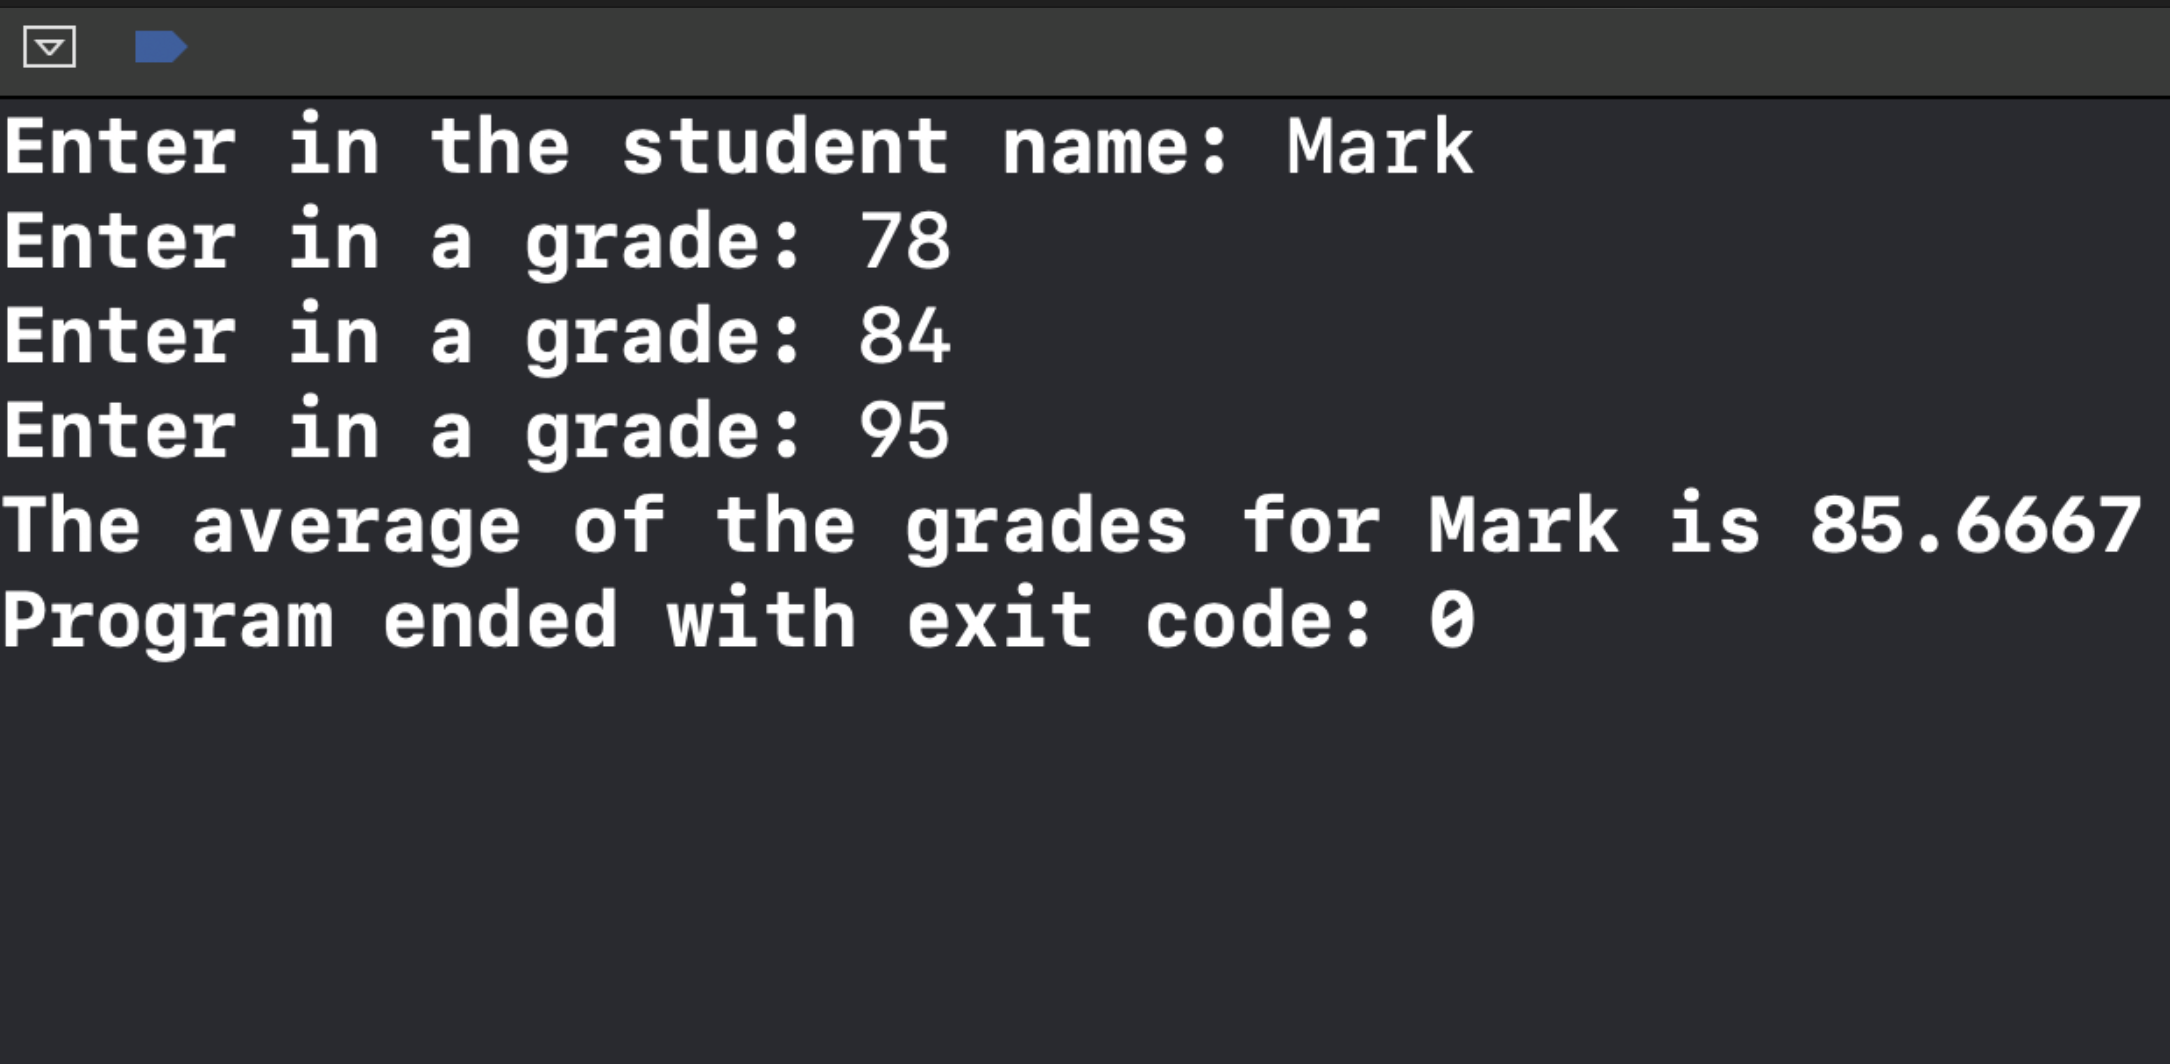 Enter in the student name: Mark
Enter in a grade: 78
Enter in a grade: 84
Enter in a grade: 95
The average of the grades for Mark is 85.6667
Program ended with exit code: 0